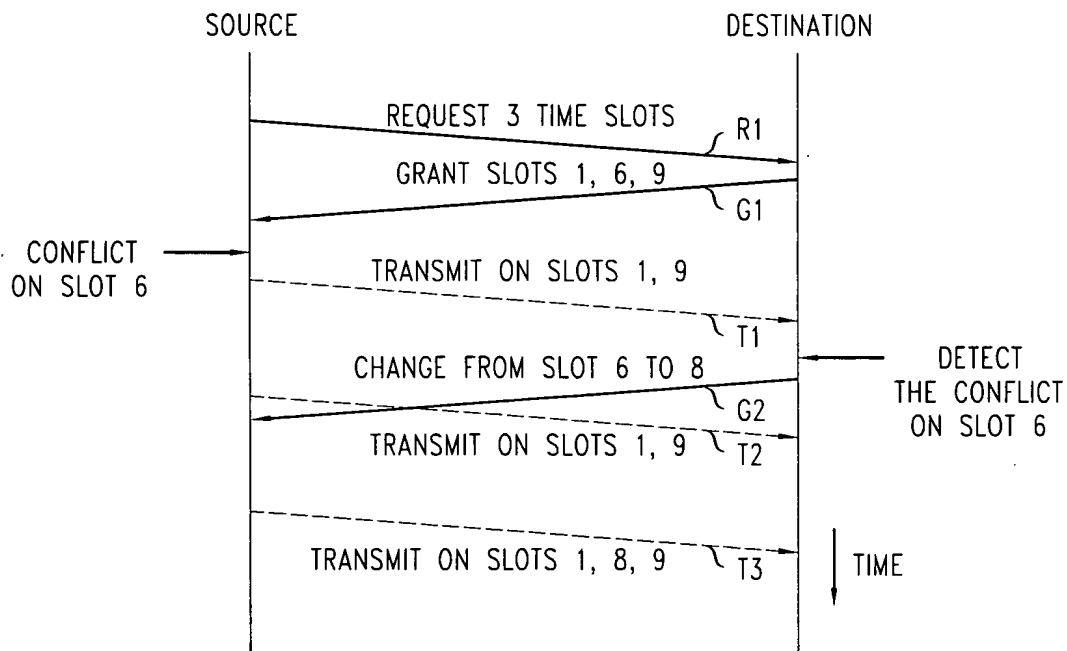 SOURCE
DESTINATION
REQUEST 3 TIME SLOTS
R1
GRANT SLOTS 1, 6, 9
G1
CONFLICT
ON SLOT 6
TRANSMIT ON SLOTS 1, 9
T1
CHANGE FROM SLOT 6 TO 8
G2
DETECT
THE CONFLICT
ON SLOT 6
TRANSMIT ON SLOTS 1, 9
T2
TRANSMIT ON SLOTS 1, 8, 9
T3
TIME